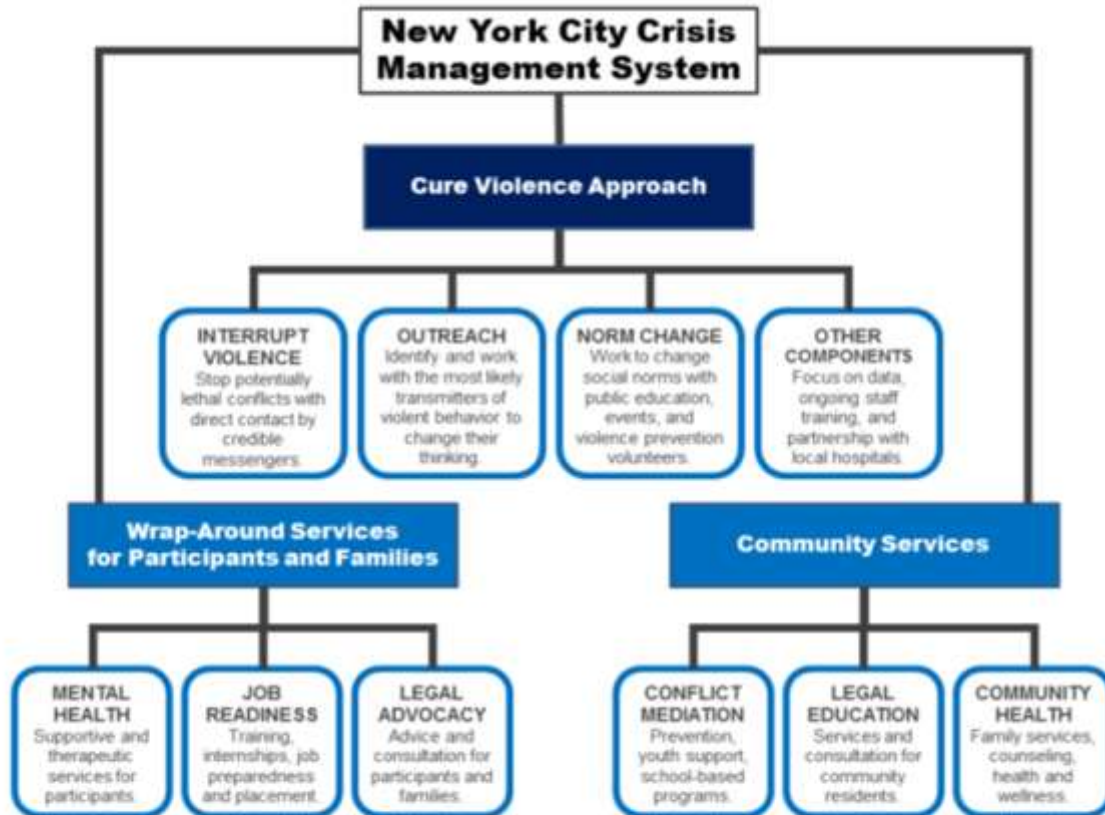 New York City Crisis
Management System
Cure Violence Approach
INTERRUPT
VIOLENCE
Stop potentially
lethal conflicts with
direct contact by
credible
messengers.
OUTREACH
Identify and work
with the most likely
transmitters of
violent behavior to
change their
thinking.
NORM CHANGE
Work to change
social norms with
public education,
events, and
violence prevention
volunteers.
OTHER
COMPONENTS
Focus on data,
ongoing staff
training, and
partnership with
local hospitals.
Wrap-Around Services
for Participants and Families
Community Services
MENTAL
HEALTH
Supportive and
therapeutic
services for
participants.
JOB
READINESS
Training,
internships, job
preparedness
and placement.
LEGAL
ADVOCACY
Advice and
consultation for
participants and
families.
CONFLICT
MEDIATION
Prevention,
youth support,
school-based
programs.
LEGAL
EDUCATION
Services and
consultation for
community
residents.
COMMUNITY
HEALTH
Family services,
counseling,
health and
wellness.